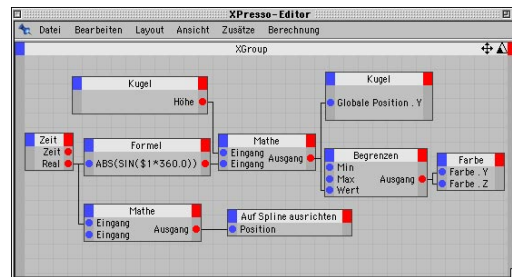 XPresso-Editor
Datei Bearbeiten Layout Ansicht Zusätze Berechnung
XGroup
Kugel
Höhe
Kugel
Globale Position . Y
Zeit
Zeit
Real
Formel
ABS(SIN($1*360.0))
Mathe
Eingang
Eingang
Ausgang
Begrenzen
Min
Max
Wert
Ausgang
Farbe
Farbe . Y
Farbe . Z
Mathe
Eingang
Eingang
Ausgang
Auf Spline ausrichten
Position